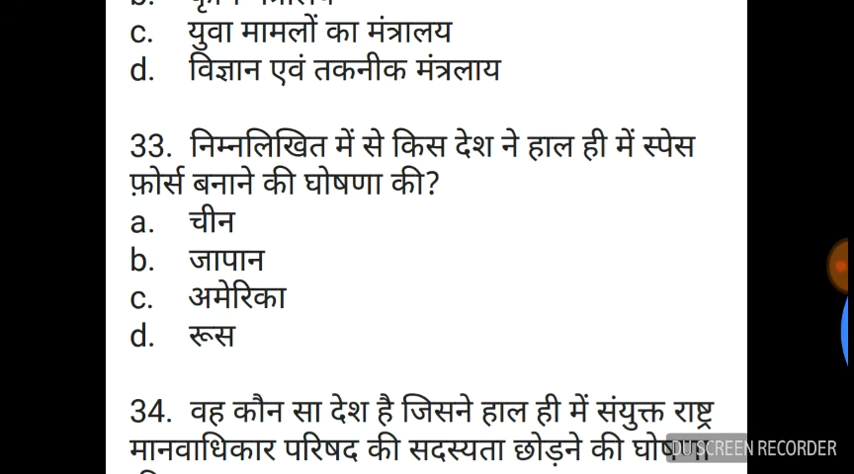 c. युवा मामलों का मंत्रालय
d. विज्ञान एवं तकनीक मंत्रलाय
33. निम्नलिखित में से किस देश ने हाल ही में स्पेस
फ़ोर्स बनाने की घोषणा की?
a. चीन
b. जापान
c. अमेरिका
d. रूस
34. वह कौन सा देश है जिसने हाल ही में संयुक्त राष्ट्र
मानवाधिकार परिषद की सदस्यता छोड़ने की घोषणा
DU SCREEN RECORDER